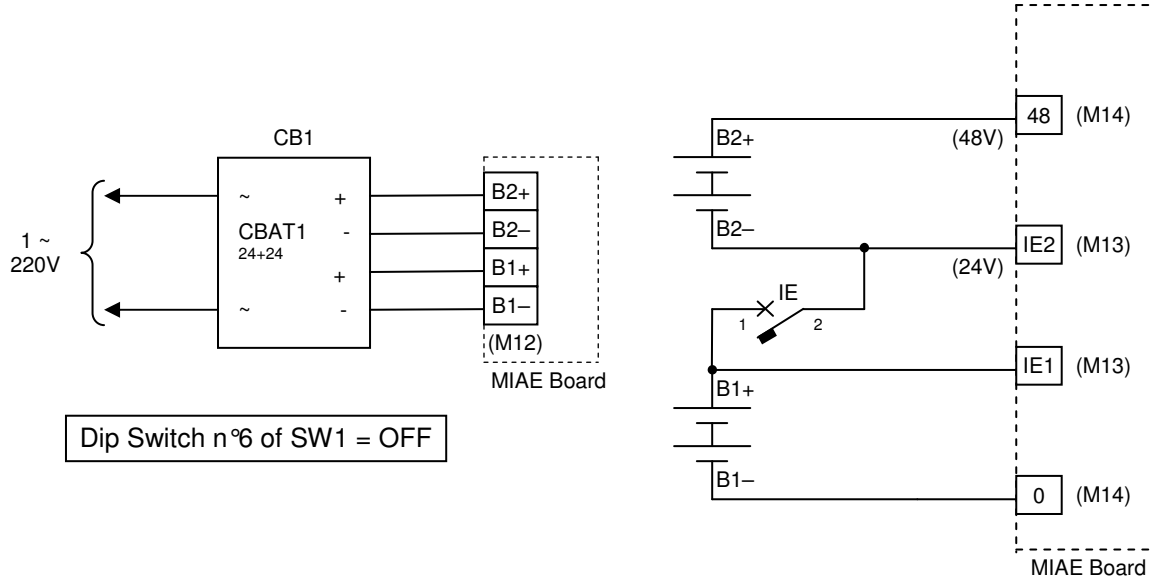 CB1
1 ~
220V
~
+
CBAT1
24+24
-
+
~
-
B2+
B2–
B1+
B1–
(M12)
MIAE Board
Dip Switch n°6 of SW1 = OFF
B2+
B2–
(48V)
48
(M14)
(24V)
IE2
(M13)
IE
1
2
IE1
(M13)
B1+
B1–
0
(M14)
MIAE Board